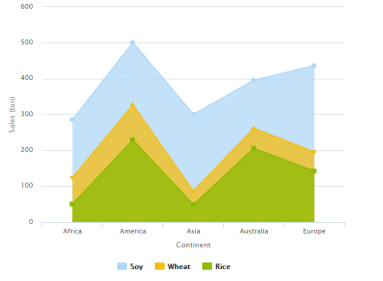 600
500
400
300
200
100
0
Sales (ton)
Africa America Asia Australia Europe
Continent
Soy Wheat Rice